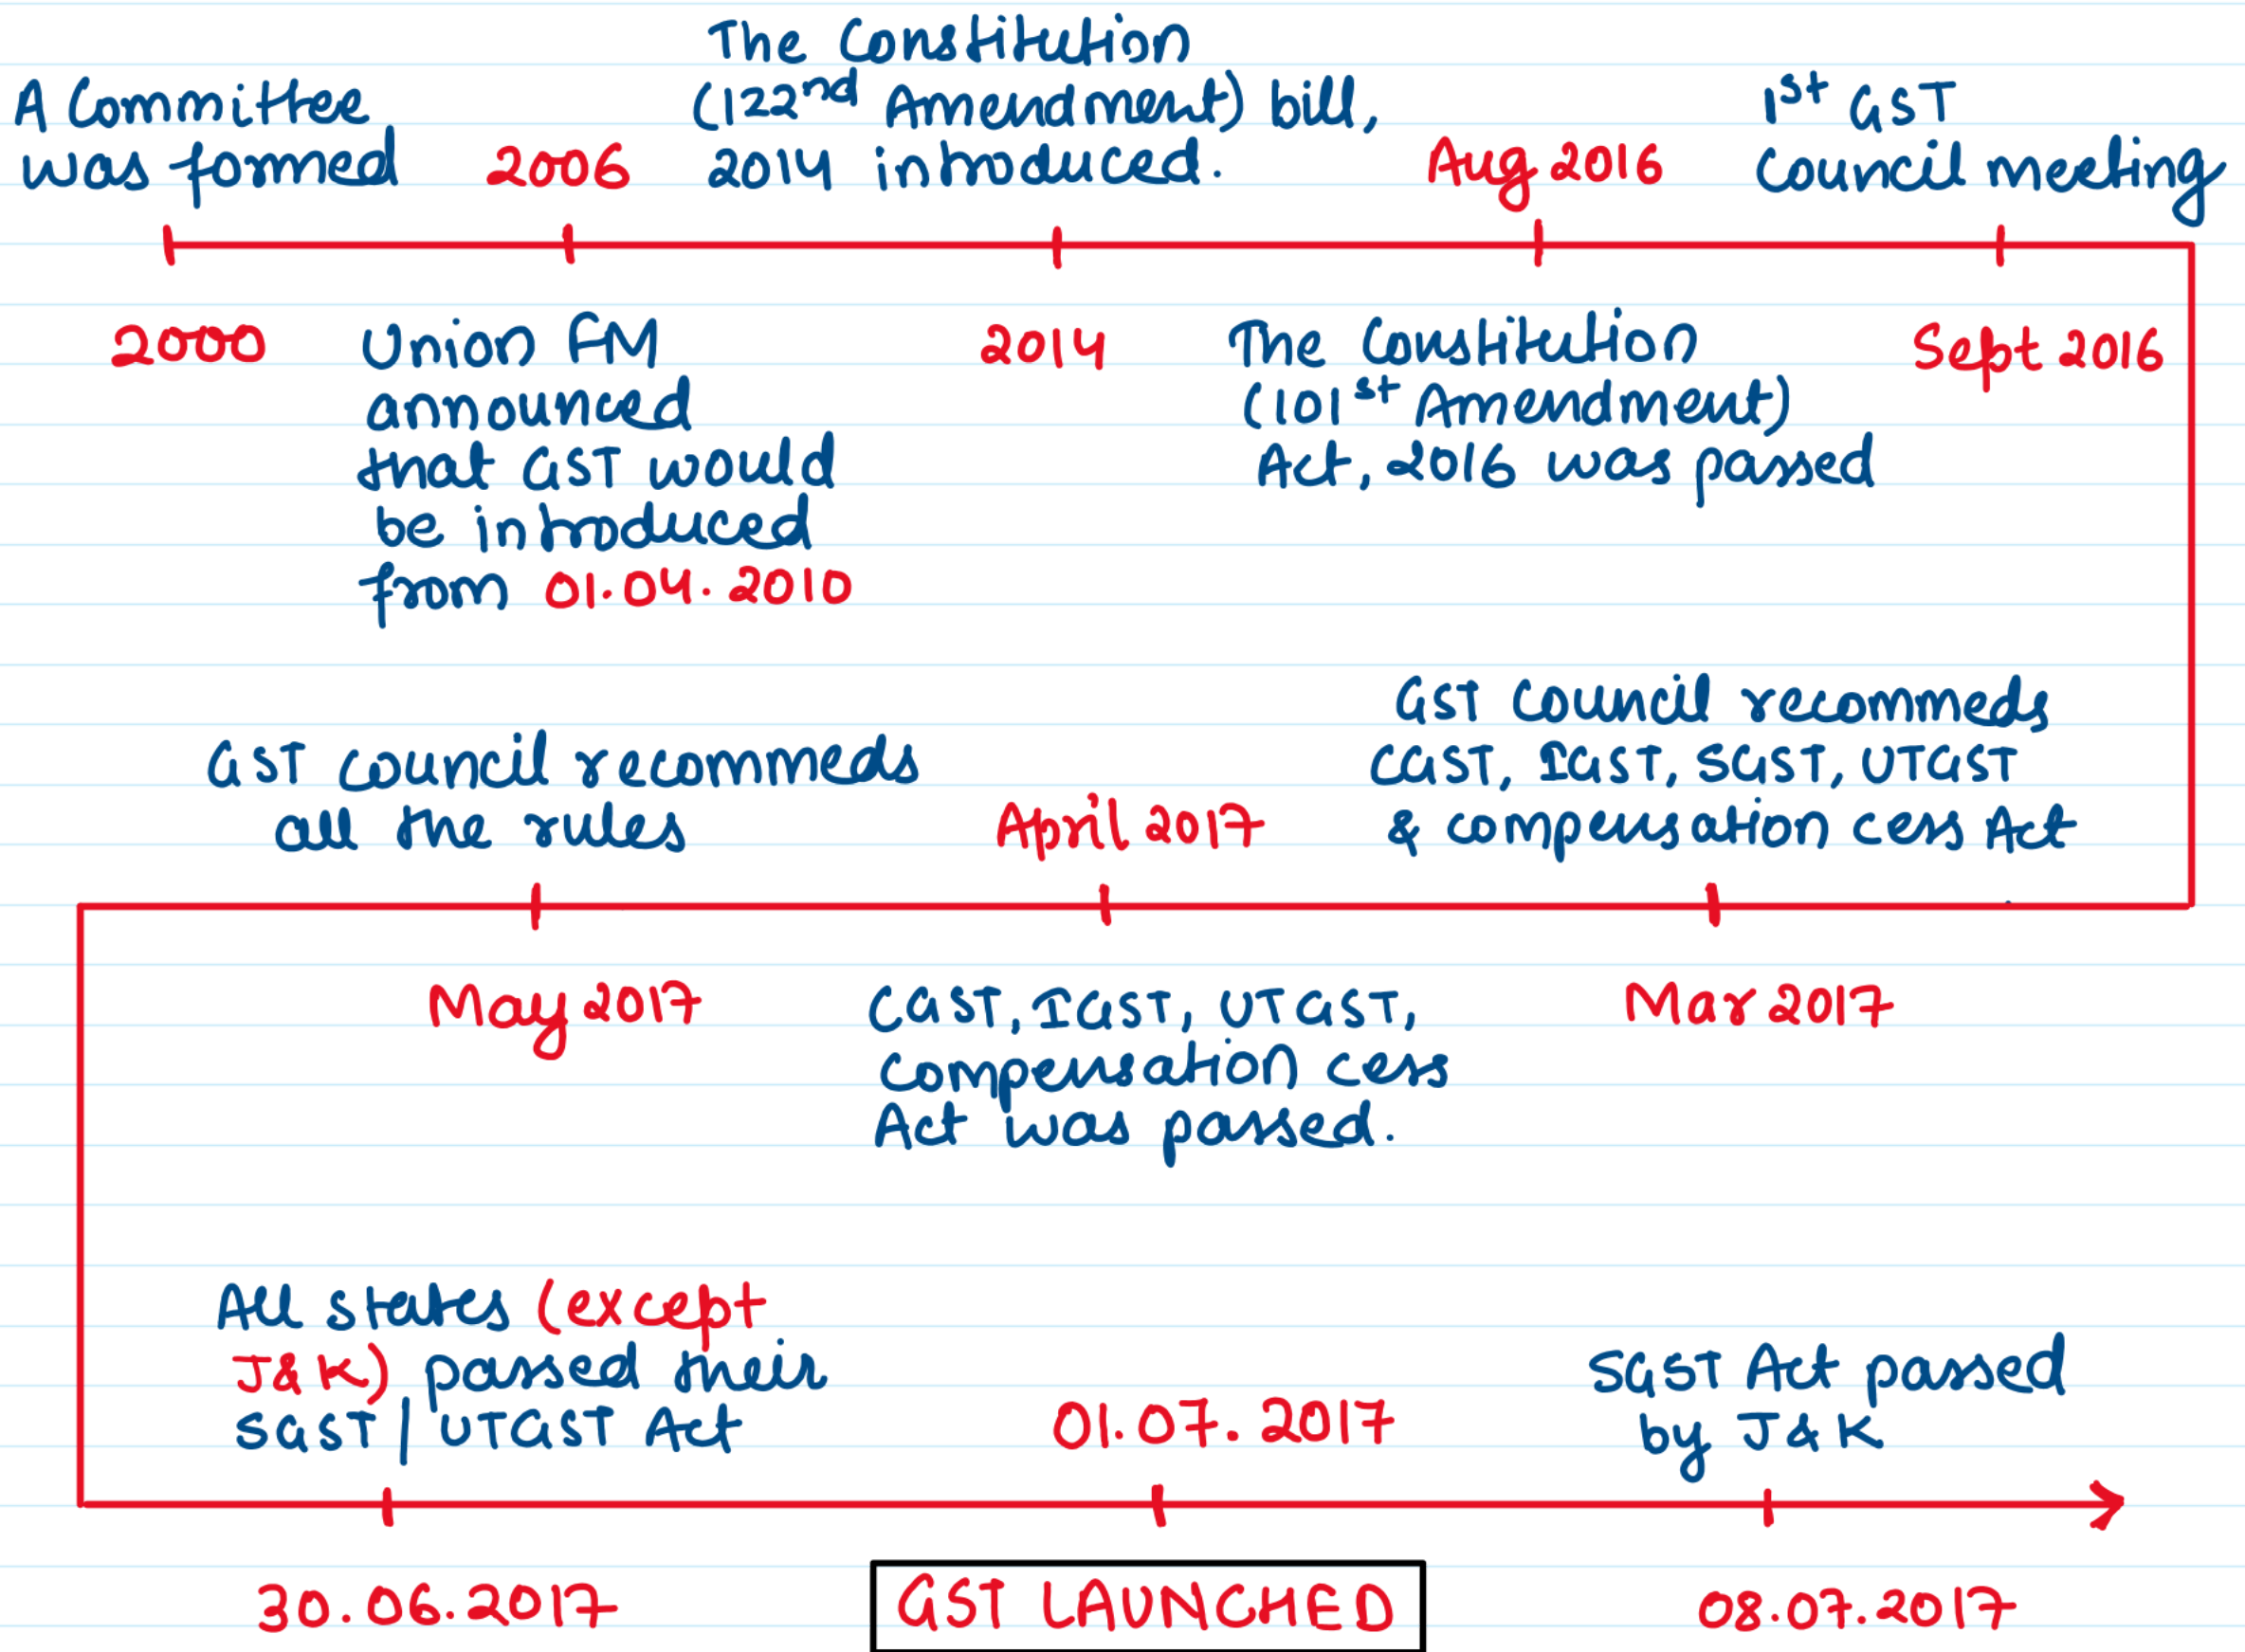 The Constitution
A Committee (122nd Amendment) bill, 1st GST
was formed 2006 2014 introduced. Aug 2016 Council meeting
2000 Union FM 2014 The Constitution Sept 2016
announced (101st Amendment)
that GST would Act, 2016 was passed
be introduced
from 01.04.2010
GST Council recommeds
GST Council recommeds CGST, IGST, SGST, UTGST
all the rules April 2017 & compensation cess Act
May 2017 CGST, IGST, UTGST, Mar 2017
compensation cess
Act was passed.
All states (except
J&K) passed their SGST Act passed
SGST/UTGST Act 01.07.2017 by J&K
30.06.2017 GST LAUNCHED 08.07.2017